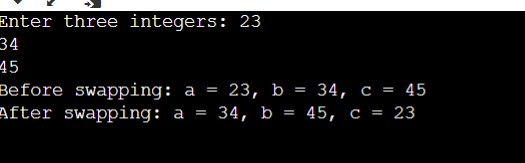 Enter three integers: 23
34
45
Before swapping: a = 23, b = 34, c = 45
After swapping: a = 34, b = 45, c = 23